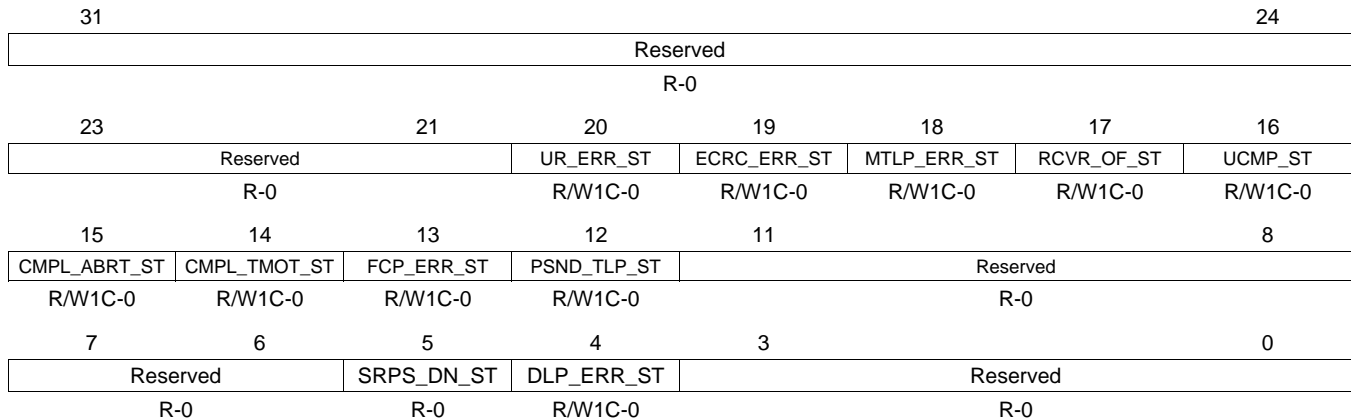 31 24
Reserved
R-0
23 21 20 19 18 17 16
Reserved UR_ERR_ST ECRC_ERR_ST MTLP_ERR_ST RCVR_OF_ST UCMP_ST
R-0 R/W1C-0 R/W1C-0 R/W1C-0 R/W1C-0 R/W1C-0
15 14 13 12 11 8
CMPL_ABRT_ST CMPL_TMOT_ST FCP_ERR_ST PSND_TLP_ST Reserved
R/W1C-0 R/W1C-0 R/W1C-0 R/W1C-0 R-0
7 6 5 4 3 0
Reserved SRPS_DN_ST DLP_ERR_ST Reserved
R-0 R-0 R/W1C-0 R-0